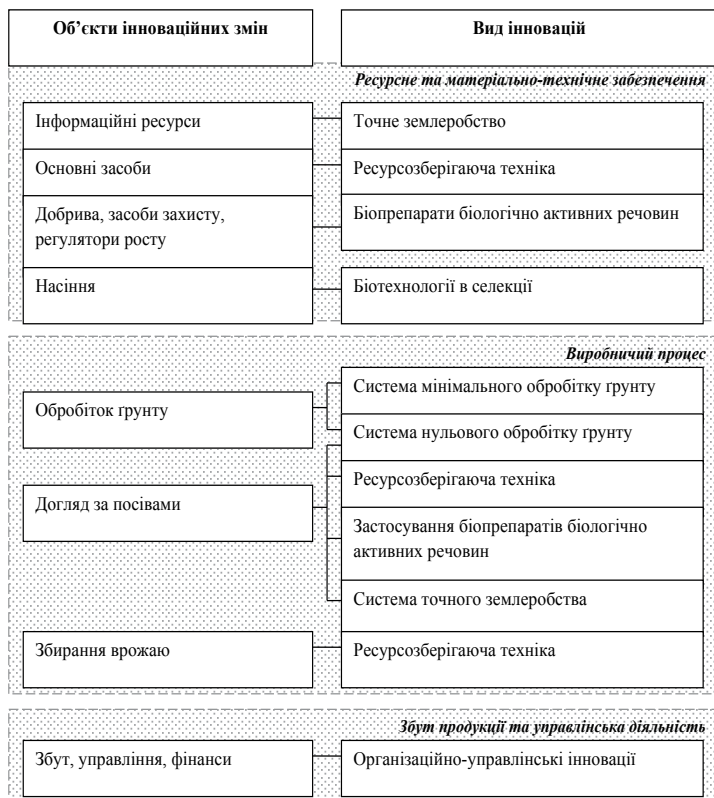 Об’єкти інноваційних змін
Вид інновацій
Ресурсне та матеріально-технічне забезпечення
Інформаційні ресурси
Точне землеробство
Основні засоби
Ресурсозберігаюча техніка
Добрива, засоби захисту,
регулятори росту
Біопрепарати біологічно активних речовин
Насіння
Біотехнології в селекції
Виробничий процес
Обробіток ґрунту
Система мінімального обробітку ґрунту
Система нульового обробітку ґрунту
Догляд за посівами
Ресурсозберігаюча техніка
Застосування біопрепаратів біологічно
активних речовин
Система точного землеробства
Збирання врожаю
Ресурсозберігаюча техніка
Збут продукції та управлінська діяльність
Збут, управління, фінанси
Організаційно-управлінські інновації